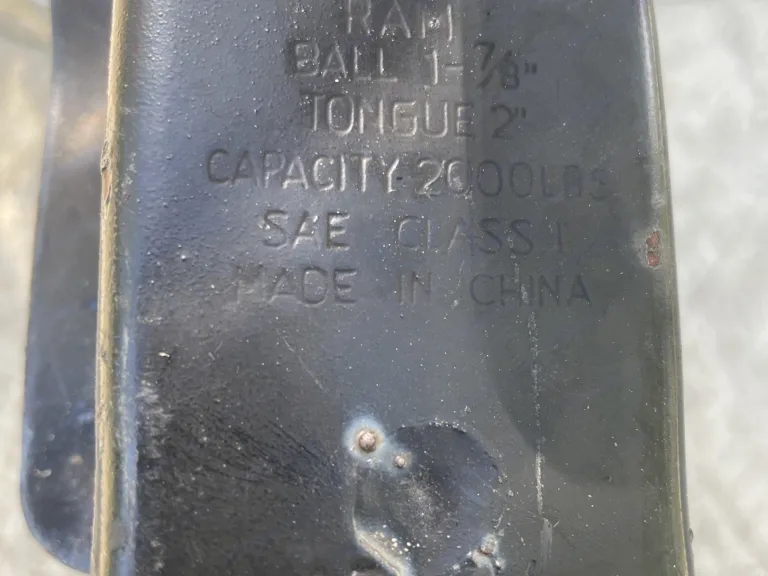 RAM
BALL 1-7/8"
TONGUE 2"
CAPACITY-2000LBS
SAE CLASS I
MADE IN CHINA